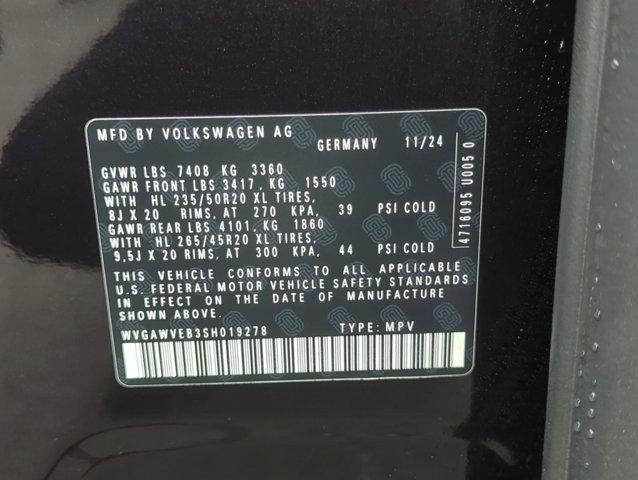 MFD BY VOLKSWAGEN AG
GERMANY 11/24
GVWR LBS 7408 KG 3360
GAWR FRONT LBS 3417, KG 1550
WITH HL 235/50R20 XL TIRES,
8J X 20 RIMS, AT 270 KPA, 39 PSI COLD
GAWR REAR LBS 4101, KG 1860
WITH HL 265/45R20 XL TIRES,
9.5J X 20 RIMS, AT 300 KPA, 44 PSI COLD
THIS VEHICLE CONFORMS TO ALL APPLICABLE
U.S. FEDERAL MOTOR VEHICLE SAFETY STANDARDS
IN EFFECT ON THE DATE OF MANUFACTURE
SHOWN ABOVE.
WVGAWVEB3SH019278 TYPE: MPV
4716095 U005 0